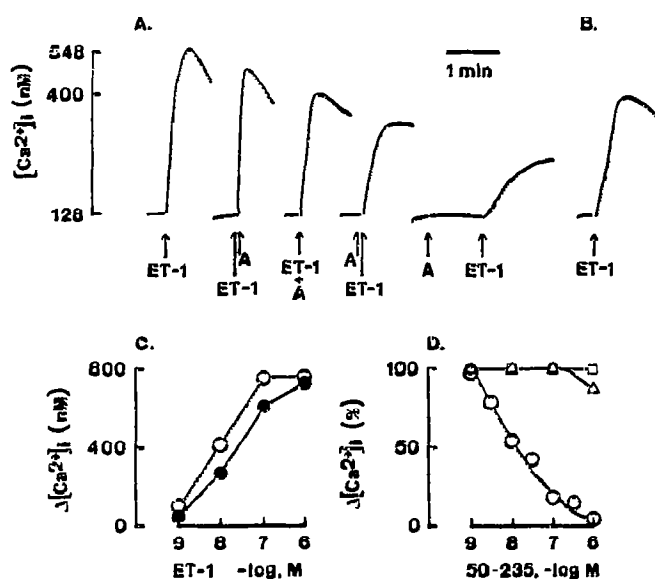 A. B.
548
1 min
400
[Ca²⁺]i (nM)
128
ET-1 A ET-1 ET-1 + A A ET-1 A ET-1 ET-1
C. D.
800 100
Δ[Ca²⁺]i (nM) Δ[Ca²⁺]i (%)
400 50
0 0
9 8 7 6 9 8 7 6
ET-1 -log, M 50-235, -log M